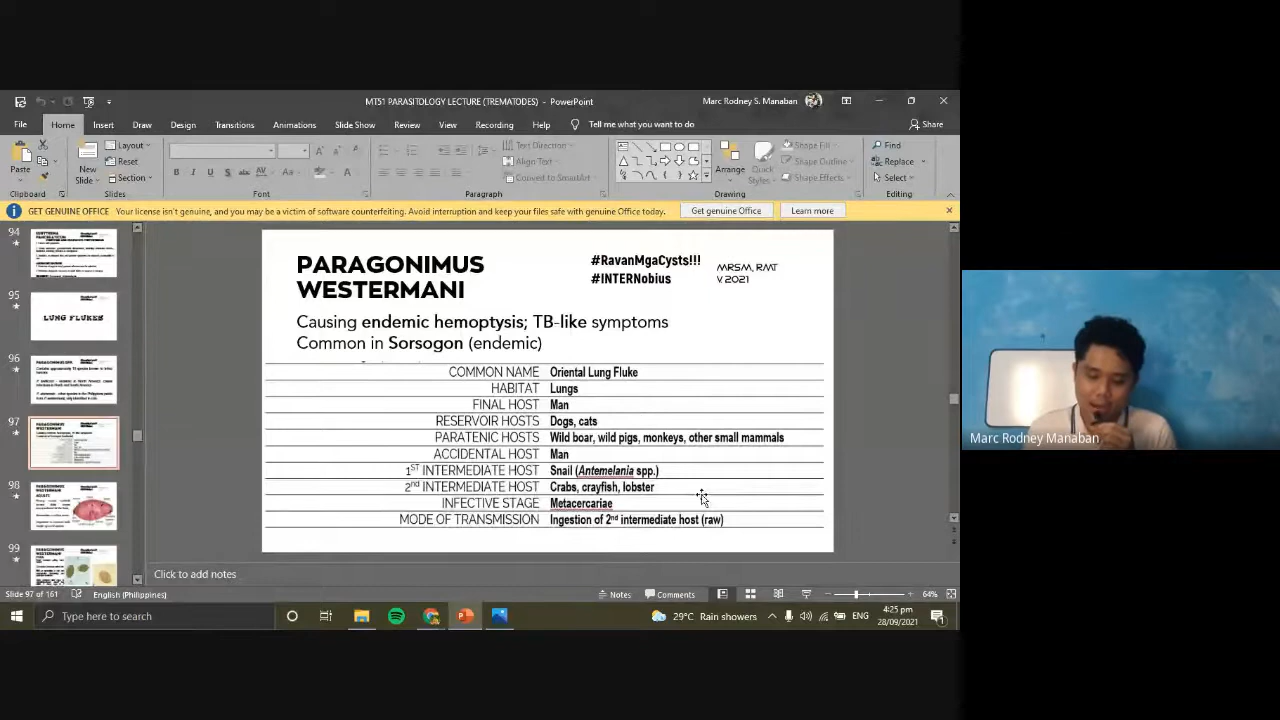 MT51 PARASITOLOGY LECTURE (TREMATODES) - PowerPoint
Marc Rodney S. Manaban
File Home Insert Draw Design Transitions Animations Slide Show Review View Recording Help Tell me what you want to do Share
Paste
Clipboard
New Slide
Layout
Reset
Section
Slides
Font
Text Direction
Align Text
Convert to SmartArt
Paragraph
Arrange
Quick Styles
Shape Fill
Shape Outline
Shape Effects
Drawing
Find
Replace
Select
Editing
GET GENUINE OFFICE Your license isn't genuine, and you may be a victim of software counterfeiting. Avoid interruption and keep your files safe with genuine Office today. Get genuine Office Learn more
94
95
LUNG FLUKES
96
97
98
99
PARAGONIMUS
WESTERMANI
#RavanMgaCysts!!!
#INTERNobius
MRSM, RMT
V.2021
Causing endemic hemoptysis; TB-like symptoms
Common in Sorsogon (endemic)
COMMON NAME Oriental Lung Fluke
HABITAT Lungs
FINAL HOST Man
RESERVOIR HOSTS Dogs, cats
PARATENIC HOSTS Wild boar, wild pigs, monkeys, other small mammals
ACCIDENTAL HOST Man
1ST INTERMEDIATE HOST Snail (Antemelania spp.)
2nd INTERMEDIATE HOST Crabs, crayfish, lobster
INFECTIVE STAGE Metacercariae
MODE OF TRANSMISSION Ingestion of 2nd intermediate host (raw)
Click to add notes
Slide 97 of 161 English (Philippines) Notes Comments 64%
Type here to search
29°C Rain showers ENG
4:25 pm
28/09/2021
Marc Rodney Manaban